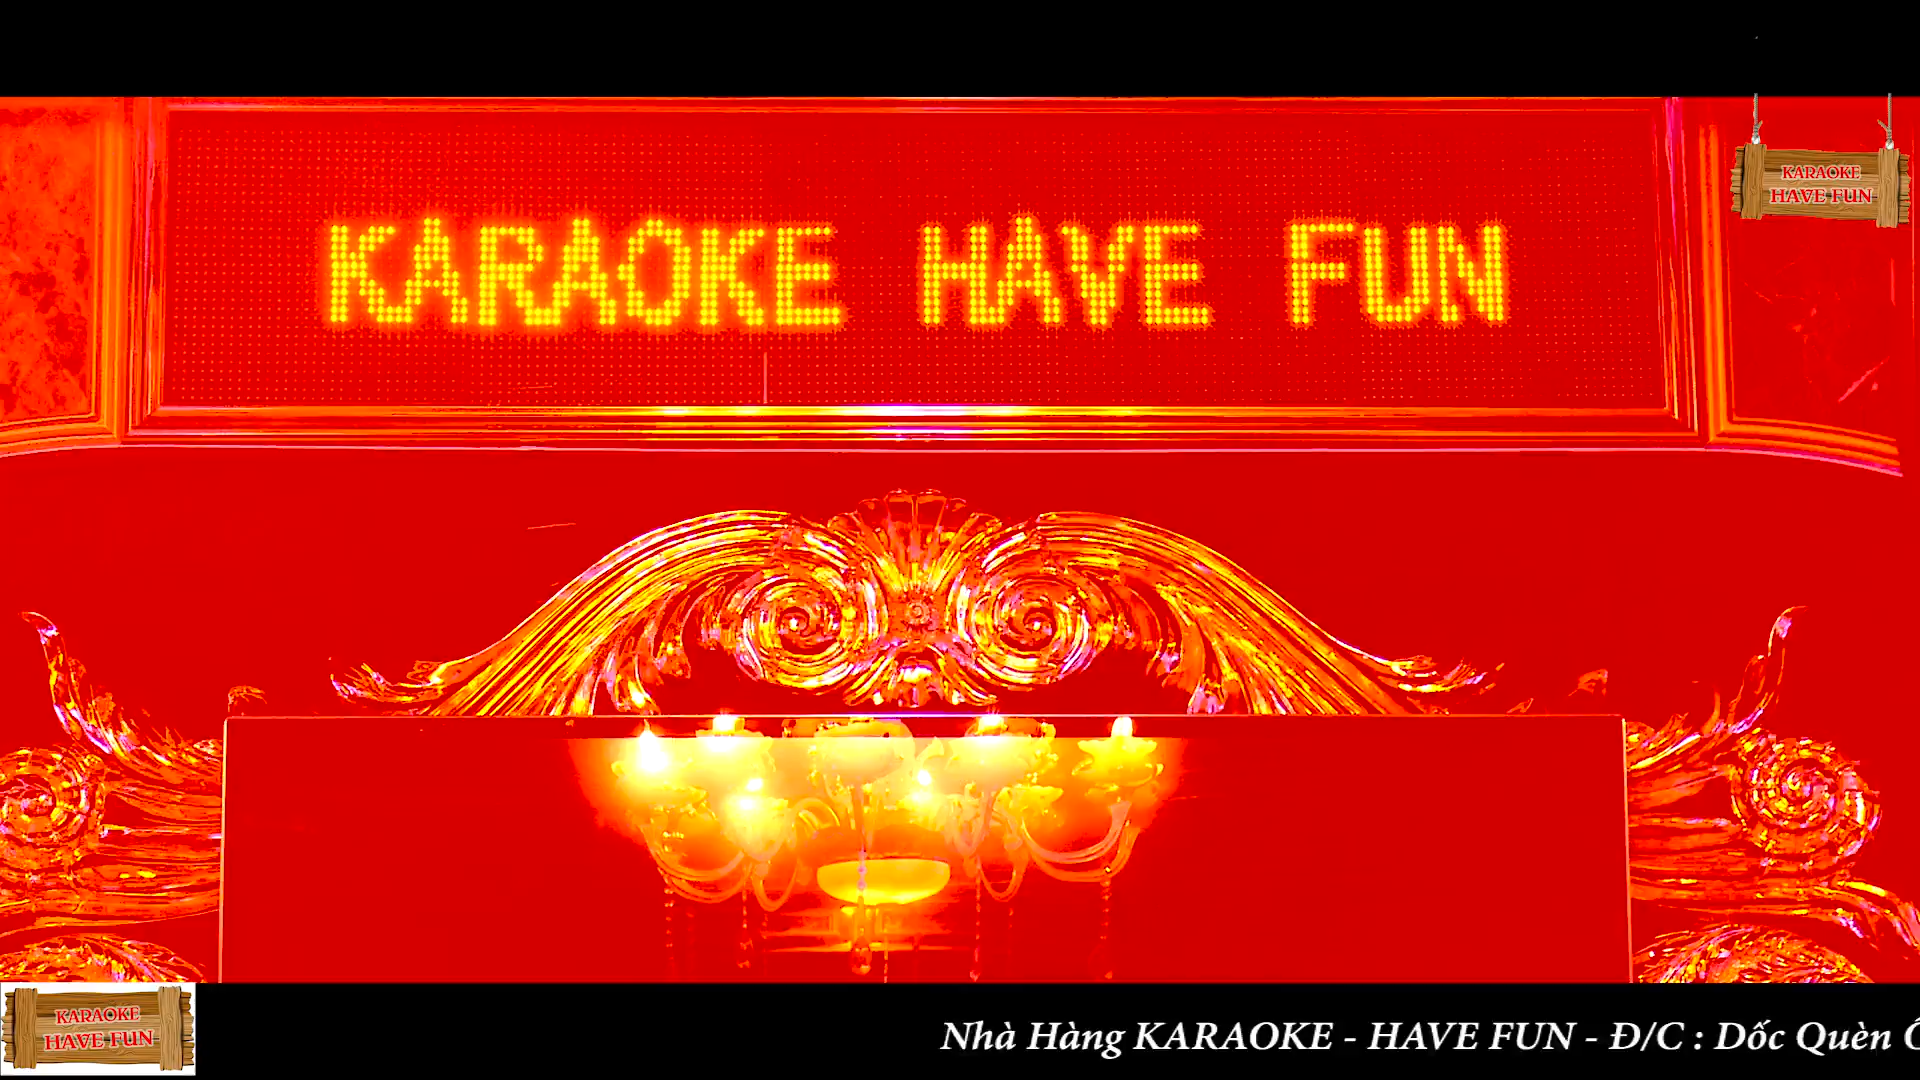 KARAOKE HAVE FUN
KARAOKE
HAVE FUN
KARAOKE
HAVE FUN
Nhà Hàng KARAOKE - HAVE FUN - Đ/C : Dốc Quèn